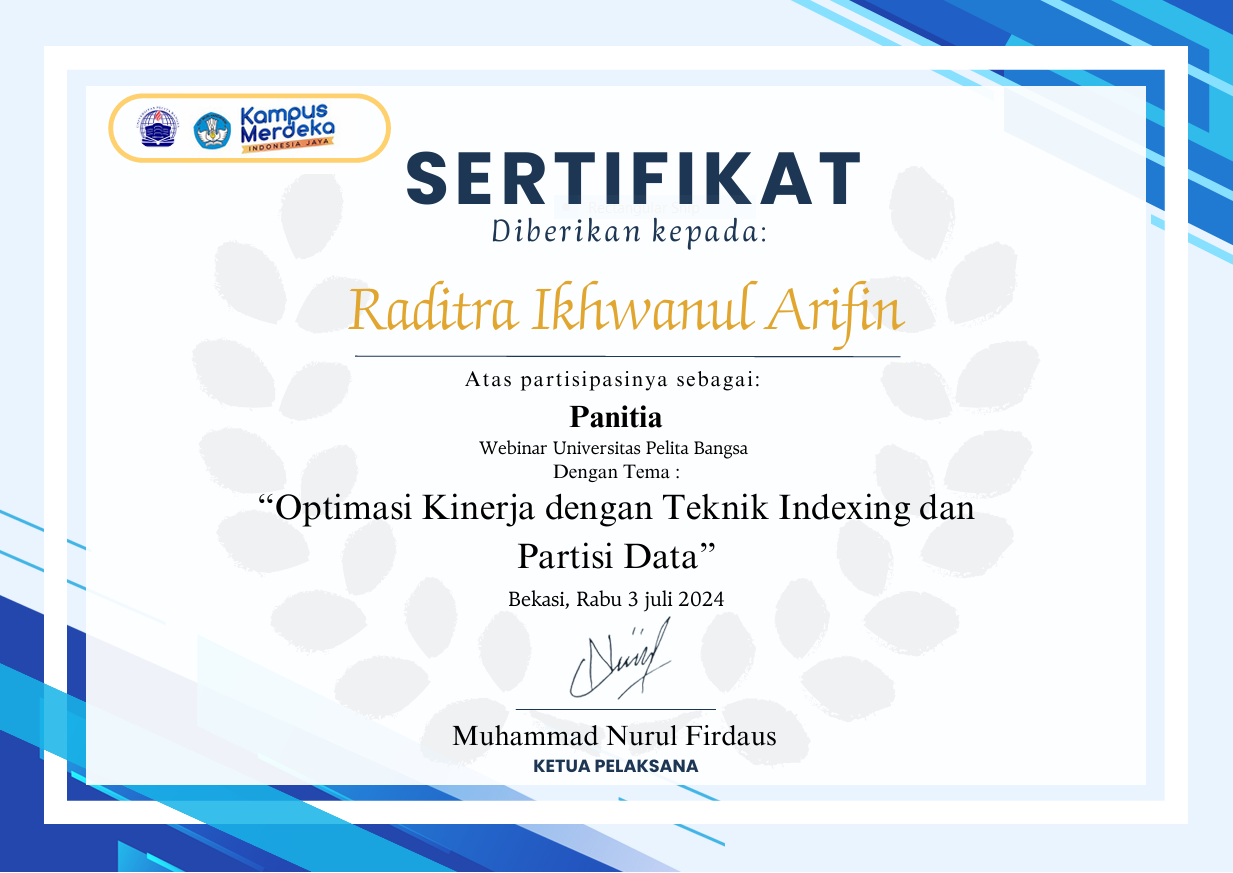 Kampus
Merdeka
INDONESIA JAYA
SERTIFIKAT
Diberikan kepada:
Raditra Ikhwanul Arifin
Atas partisipasinya sebagai:
Panitia
Webinar Universitas Pelita Bangsa
Dengan Tema :
“Optimasi Kinerja dengan Teknik Indexing dan
Partisi Data”
Bekasi, Rabu 3 juli 2024
Muhammad Nurul Firdaus
KETUA PELAKSANA